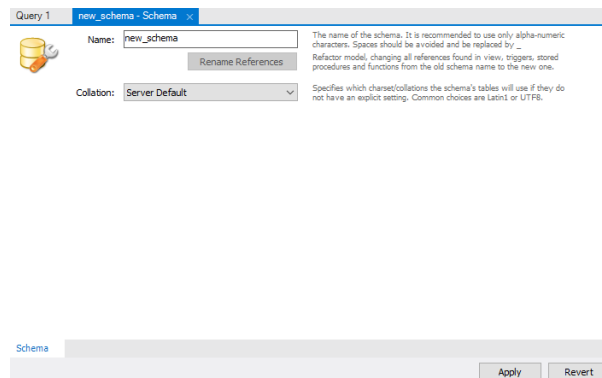 Query 1
new_schema - Schema ×
Name:
new_schema
The name of the schema. It is recommended to use only alpha-numeric
characters. Spaces should be avoided and be replaced by _
Rename References
Refactor model, changing all references found in view, triggers, stored
procedures and functions from the old schema name to the new one.
Collation:
Server Default
Specifies which charset/collations the schema's tables will use if they do
not have an explicit setting. Common choices are Latin1 or UTF8.
Schema
Apply
Revert